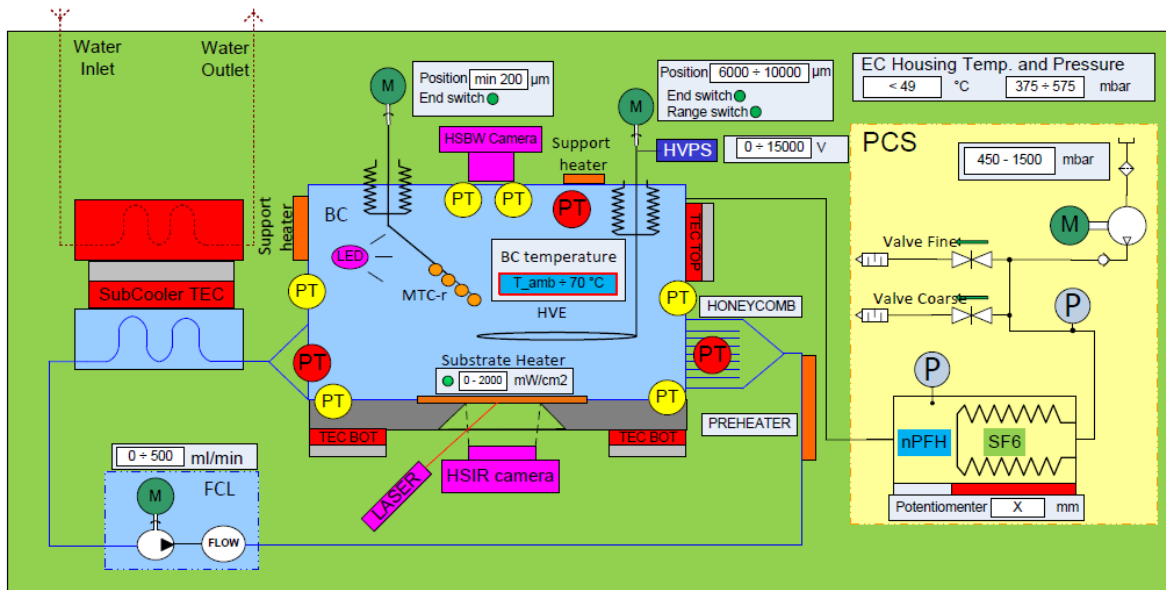 Water
Inlet
Water
Outlet
M
Position min 200 µm
End switch
M
Position 6000 ÷ 10000 µm
End switch
Range switch
EC Housing Temp. and Pressure
< 49 °C 375 ÷ 575 mbar
HSBW Camera
Support
heater
HVPS
0 ÷ 15000 V
PCS
450 - 1500 mbar
Support
heater
BC
PT
PT
PT
TEC TOP
M
Valve Fine
LED
BC temperature
T_amb ÷ 70 °C
MTC-r
HVE
SubCooler TEC
PT
PT
HONEYCOMB
Valve Coarse
P
PT
PT
Substrate Heater
0 - 2000 mW/cm2
P
PT
PT
PREHEATER
nPFH
SF6
TEC BOT
TEC BOT
0 ÷ 500 ml/min
LASER
HSIR camera
Potentiomenter X mm
M
FCL
FLOW